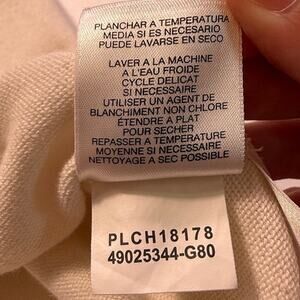 PLANCHAR A TEMPERATURA
MEDIA SI ES NECESARIO
PUEDE LAVARSE EN SECO
LAVER A LA MACHINE
A L'EAU FROIDE
CYCLE DELICAT
SI NECESSAIRE
UTILISER UN AGENT DE
BLANCHIMENT NON CHLORE
ÉTENDRE A PLAT
POUR SECHER
REPASSER A TEMPERATURE
MOYENNE SI NECESSAIRE
NETTOYAGE A SEC POSSIBLE
PLCH18178
49025344-G80